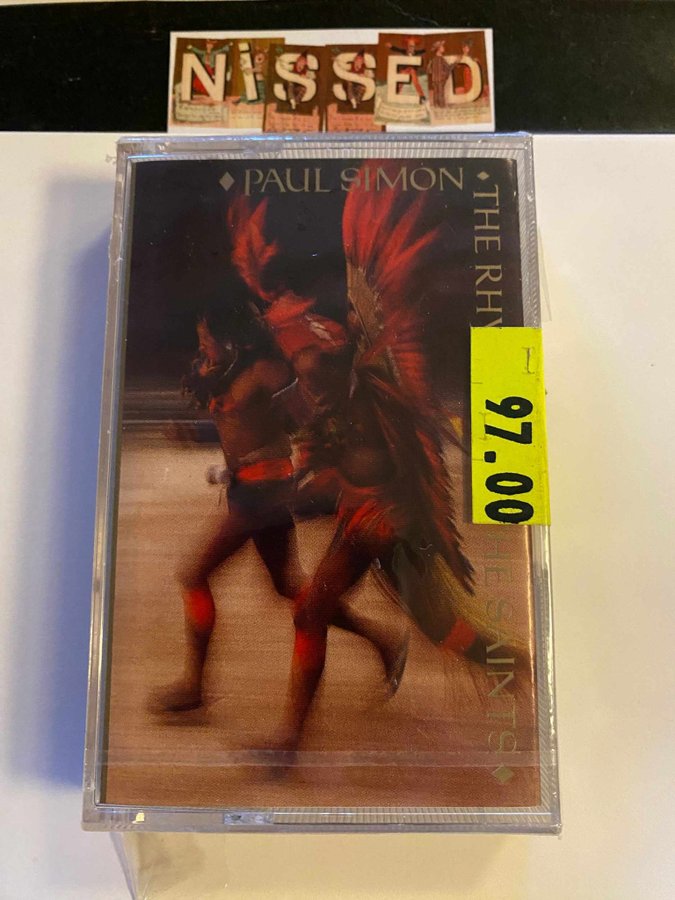 NiSSED
♦ PAUL SIMON ♦
THE RHY
HE SAINTS ♦
97.00